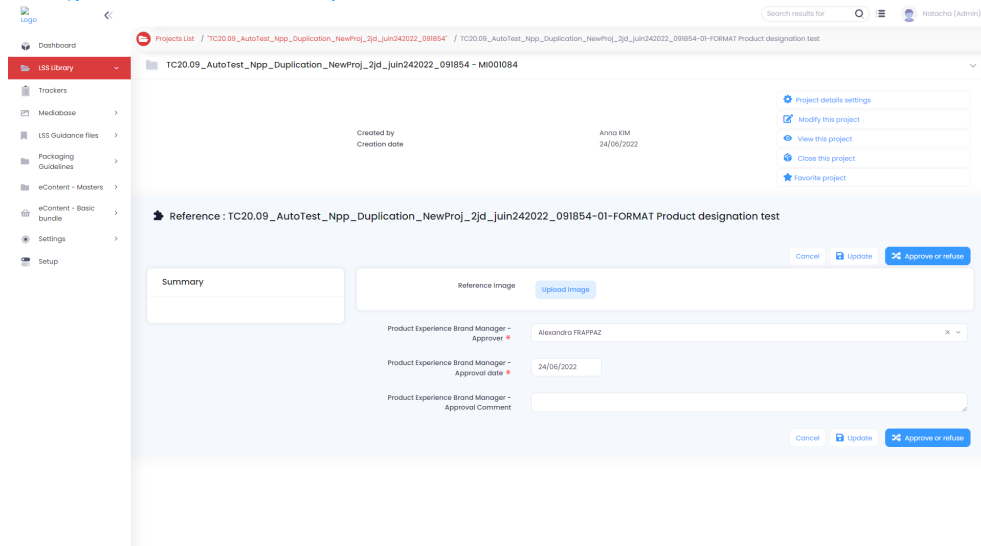 Logo
Search results for
Natacha (Admin)
Dashboard
LSS Library
Trackers
Mediabase
LSS Guidance files
Packaging
Guidelines
eContent - Masters
eContent - Basic
bundle
Settings
Setup
Projects List / "TC20.09_AutoTest_Npp_Duplication_NewProj_2jd_juin242022_091854" / TC20.09_AutoTest_Npp_Duplication_NewProj_2jd_juin242022_091854-01-FORMAT Product designation test
TC20.09_AutoTest_Npp_Duplication_NewProj_2jd_juin242022_091854 - MI001084
Project details settings
Modify this project
Created by Anna KIM
View this project
Creation date 24/06/2022
Close this project
Favorite project
Reference : TC20.09_AutoTest_Npp_Duplication_NewProj_2jd_juin242022_091854-01-FORMAT Product designation test
Cancel Update Approve or refuse
Summary
Reference image Upload image
Product Experience Brand Manager -
Approver * Alexandra FRAPPAZ
Product Experience Brand Manager -
Approval date * 24/06/2022
Product Experience Brand Manager -
Approval Comment
Cancel Update Approve or refuse